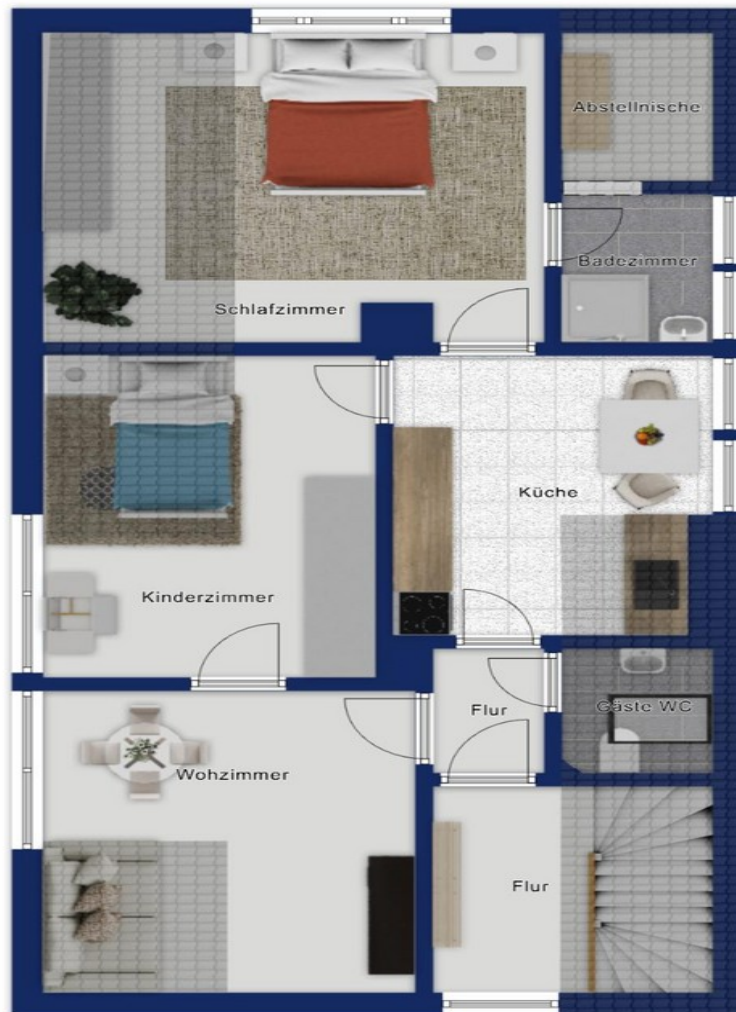 Abstellnische
Badezimmer
Schlafzimmer
Küche
Kinderzimmer
Flur
Gäste WC
Wohzimmer
Flur